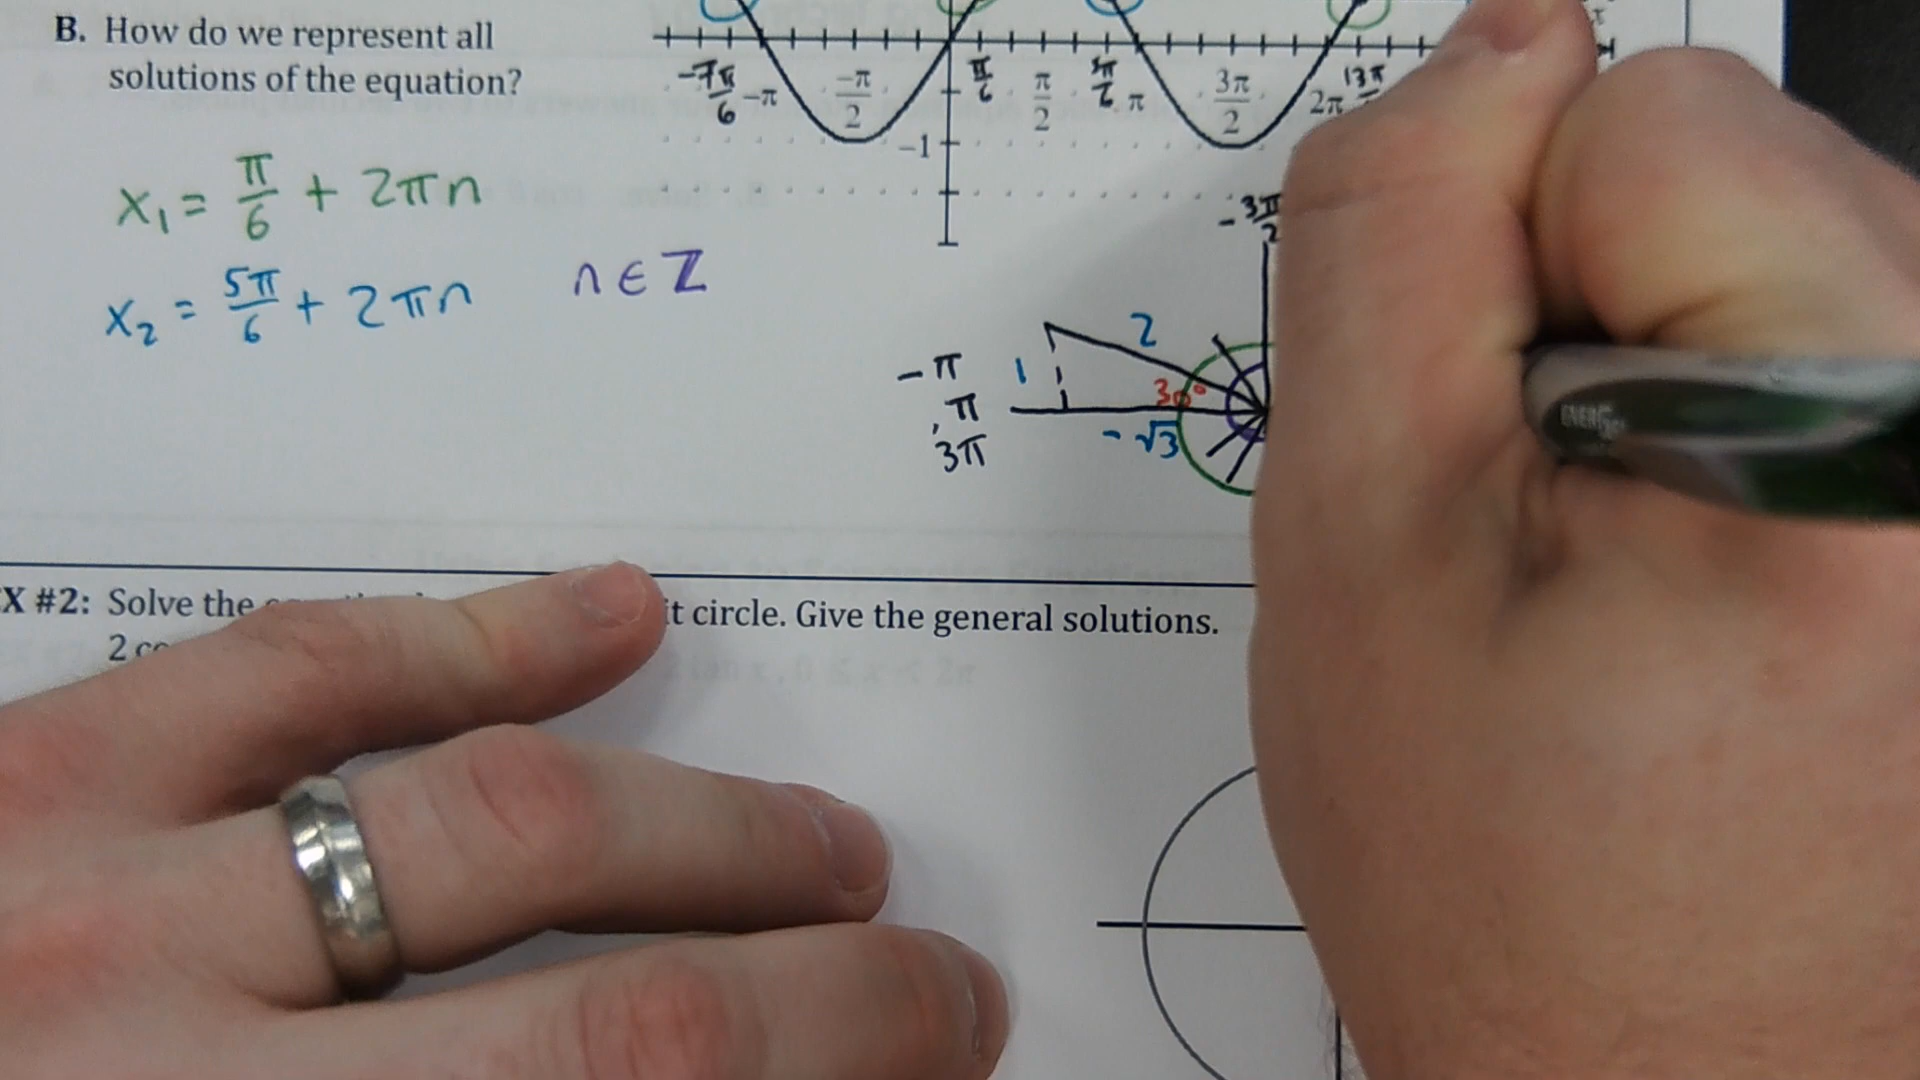 B. How do we represent all
solutions of the equation?
-7π/6 -π -π/2 π/6 π/2 5π/6 π 3π/2 2π 13π
-1
x₁ = π/6 + 2πn
x₂ = 5π/6 + 2πn n ∈ ℤ
-3π/2
2
1
30°
-√3
-π
, π
3π
X #2: Solve the it circle. Give the general solutions.
2